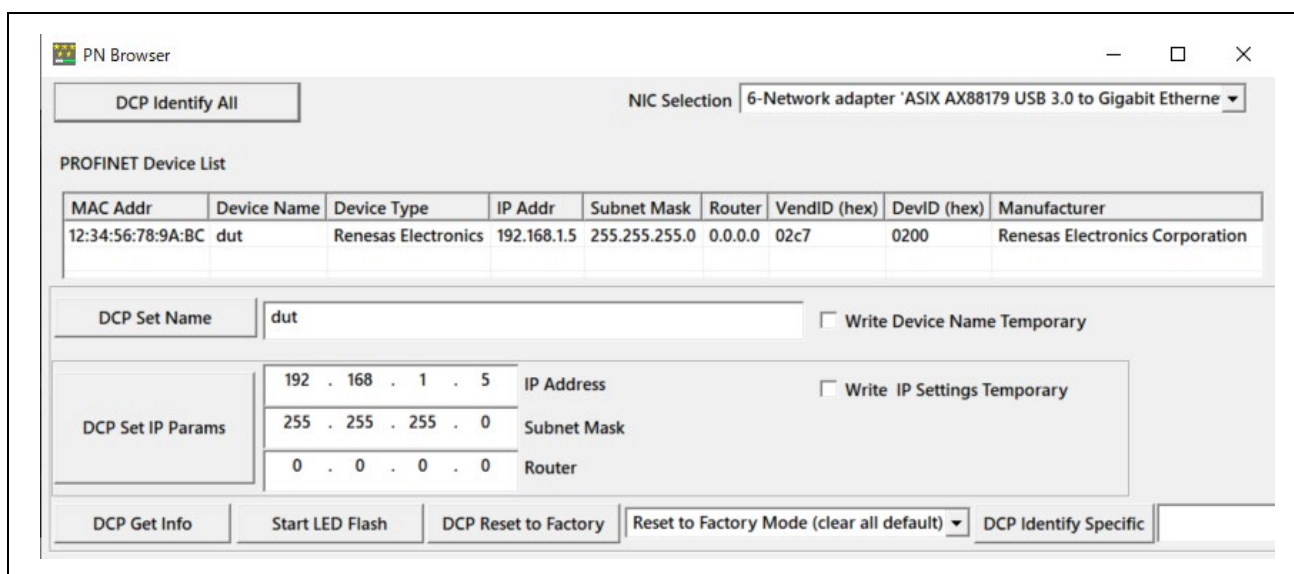 PN Browser
DCP Identify All
NIC Selection 6-Network adapter 'ASIX AX88179 USB 3.0 to Gigabit Etherne
PROFINET Device List
MAC Addr Device Name Device Type IP Addr Subnet Mask Router VendID (hex) DevID (hex) Manufacturer
12:34:56:78:9A:BC dut Renesas Electronics 192.168.1.5 255.255.255.0 0.0.0.0 02c7 0200 Renesas Electronics Corporation
DCP Set Name dut Write Device Name Temporary
192 . 168 . 1 . 5 IP Address Write IP Settings Temporary
DCP Set IP Params 255 . 255 . 255 . 0 Subnet Mask
0 . 0 . 0 . 0 Router
DCP Get Info Start LED Flash DCP Reset to Factory Reset to Factory Mode (clear all default) DCP Identify Specific